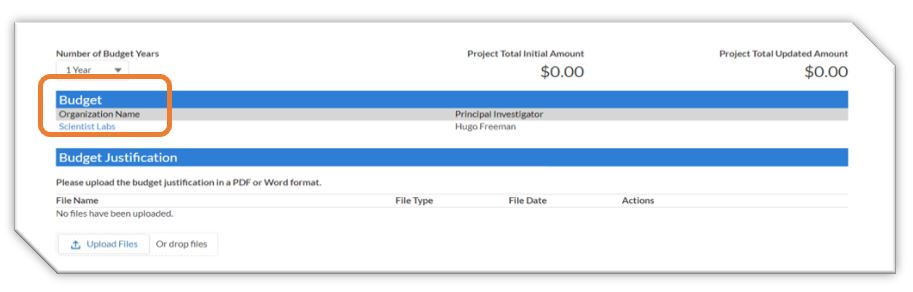 Number of Budget Years Project Total Initial Amount Project Total Updated Amount
1 Year $0.00 $0.00
Budget
Organization Name Principal Investigator
Scientist Labs Hugo Freeman
Budget Justification
Please upload the budget justification in a PDF or Word format.
File Name File Type File Date Actions
No files have been uploaded.
Upload Files Or drop files